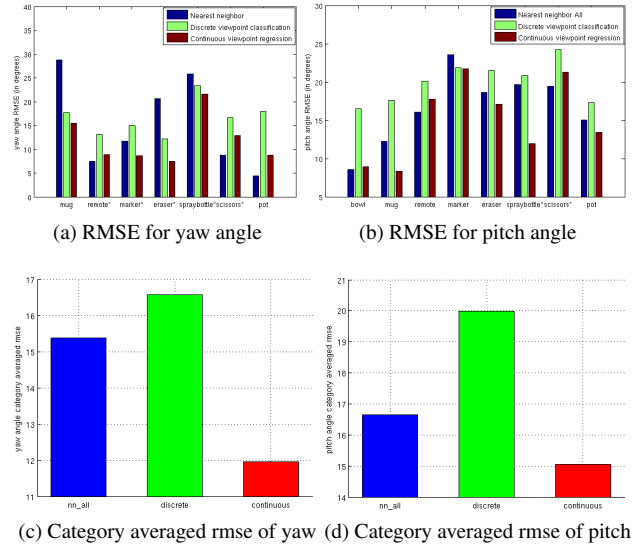 Nearest neighbor
Discrete viewpoint classification
Continuous viewpoint regression
yaw angle RMSE (in degrees)
40
35
30
25
20
15
10
5
0
mug remote* marker* eraser* spraybottle* scissors* pot
(a) RMSE for yaw angle
Nearest neighbor All
Discrete viewpoint classification
Continuous viewpoint regression
pitch angle RMSE (in degrees)
30
25
20
15
10
5
bowl mug remote marker eraser spraybottle* scissors* pot
(b) RMSE for pitch angle
yaw angle category averaged rmse
17
16
15
14
13
12
11
nn_all discrete continuous
(c) Category averaged rmse of yaw
pitch angle category averaged rmse
21
20
19
18
17
16
15
14
nn_all discrete continuous
(d) Category averaged rmse of pitch